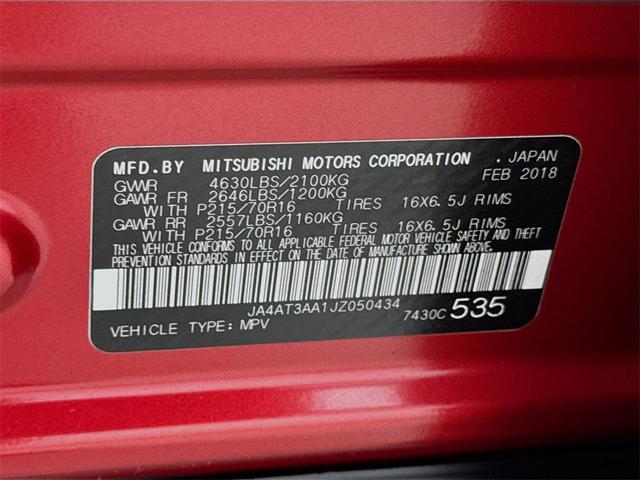 MFD.BY MITSUBISHI MOTORS CORPORATION . JAPAN
GVWR 4630LBS/2100KG FEB 2018
GAWR FR 2646LBS/1200KG
WITH P215/70R16 TIRES 16X6.5J RIMS
GAWR RR 2557LBS/1160KG
WITH P215/70R16 TIRES 16X6.5J RIMS
THIS VEHICLE CONFORMS TO ALL APPLICABLE FEDERAL MOTOR VEHICLE SAFETY AND THEFT
PREVENTION STANDARDS IN EFFECT ON THE DATE OF MANUFACTURE SHOWN ABOVE.
JA4AT3AA1JZ050434 7430C 535
VEHICLE TYPE: MPV